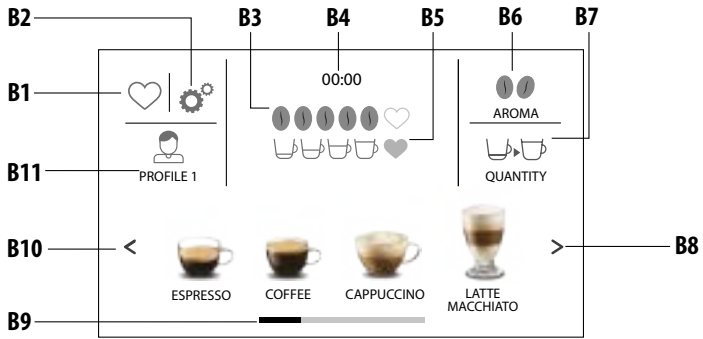 B2
B3
B4
B5
B6
B7
B1
00:00
AROMA
B11
PROFILE 1
QUANTITY
B10
<
>
B8
ESPRESSO
COFFEE
CAPPUCCINO
LATTE
MACCHIATO
B9